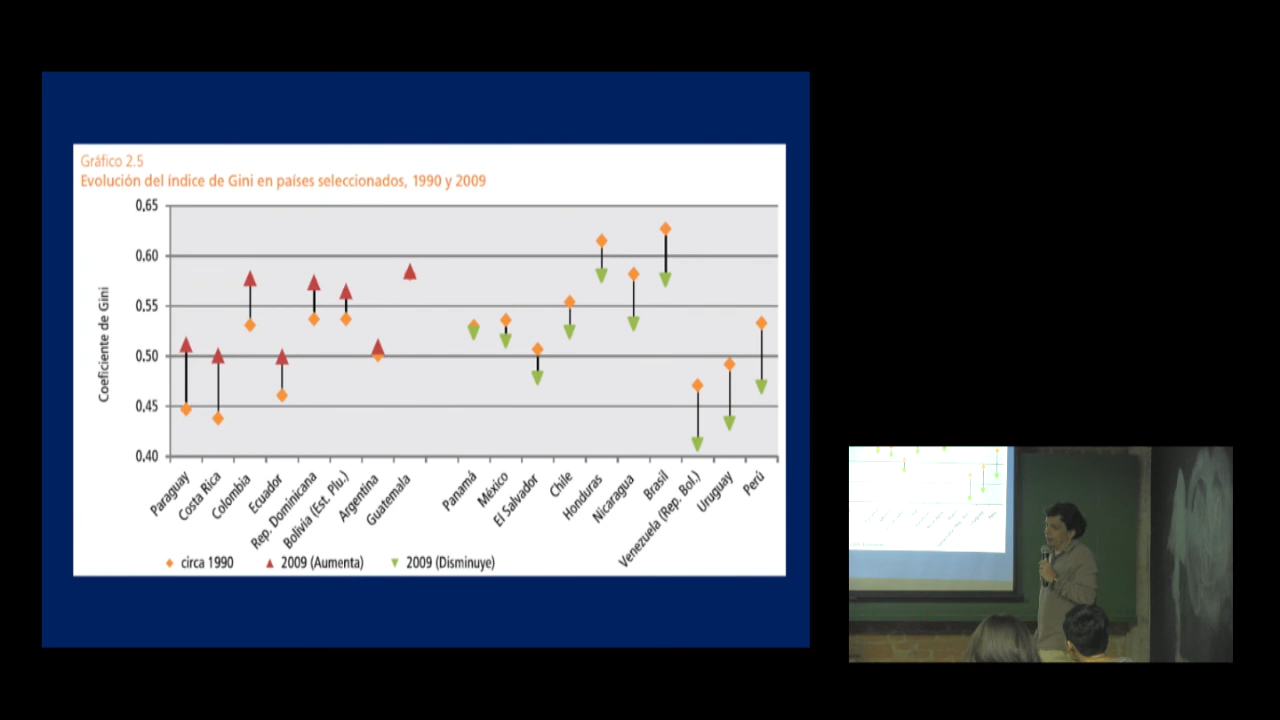 Gráfico 2.5
Evolución del índice de Gini en países seleccionados, 1990 y 2009
Coeficiente de Gini
0,65
0,60
0,55
0,50
0,45
0,40
Paraguay
Costa Rica
Colombia
Ecuador
Rep. Dominicana
Bolivia (Est. Plu.)
Argentina
Guatemala
Panamá
México
El Salvador
Chile
Honduras
Nicaragua
Brasil
Venezuela (Rep. Bol.)
Uruguay
Perú
circa 1990
2009 (Aumenta)
2009 (Disminuye)